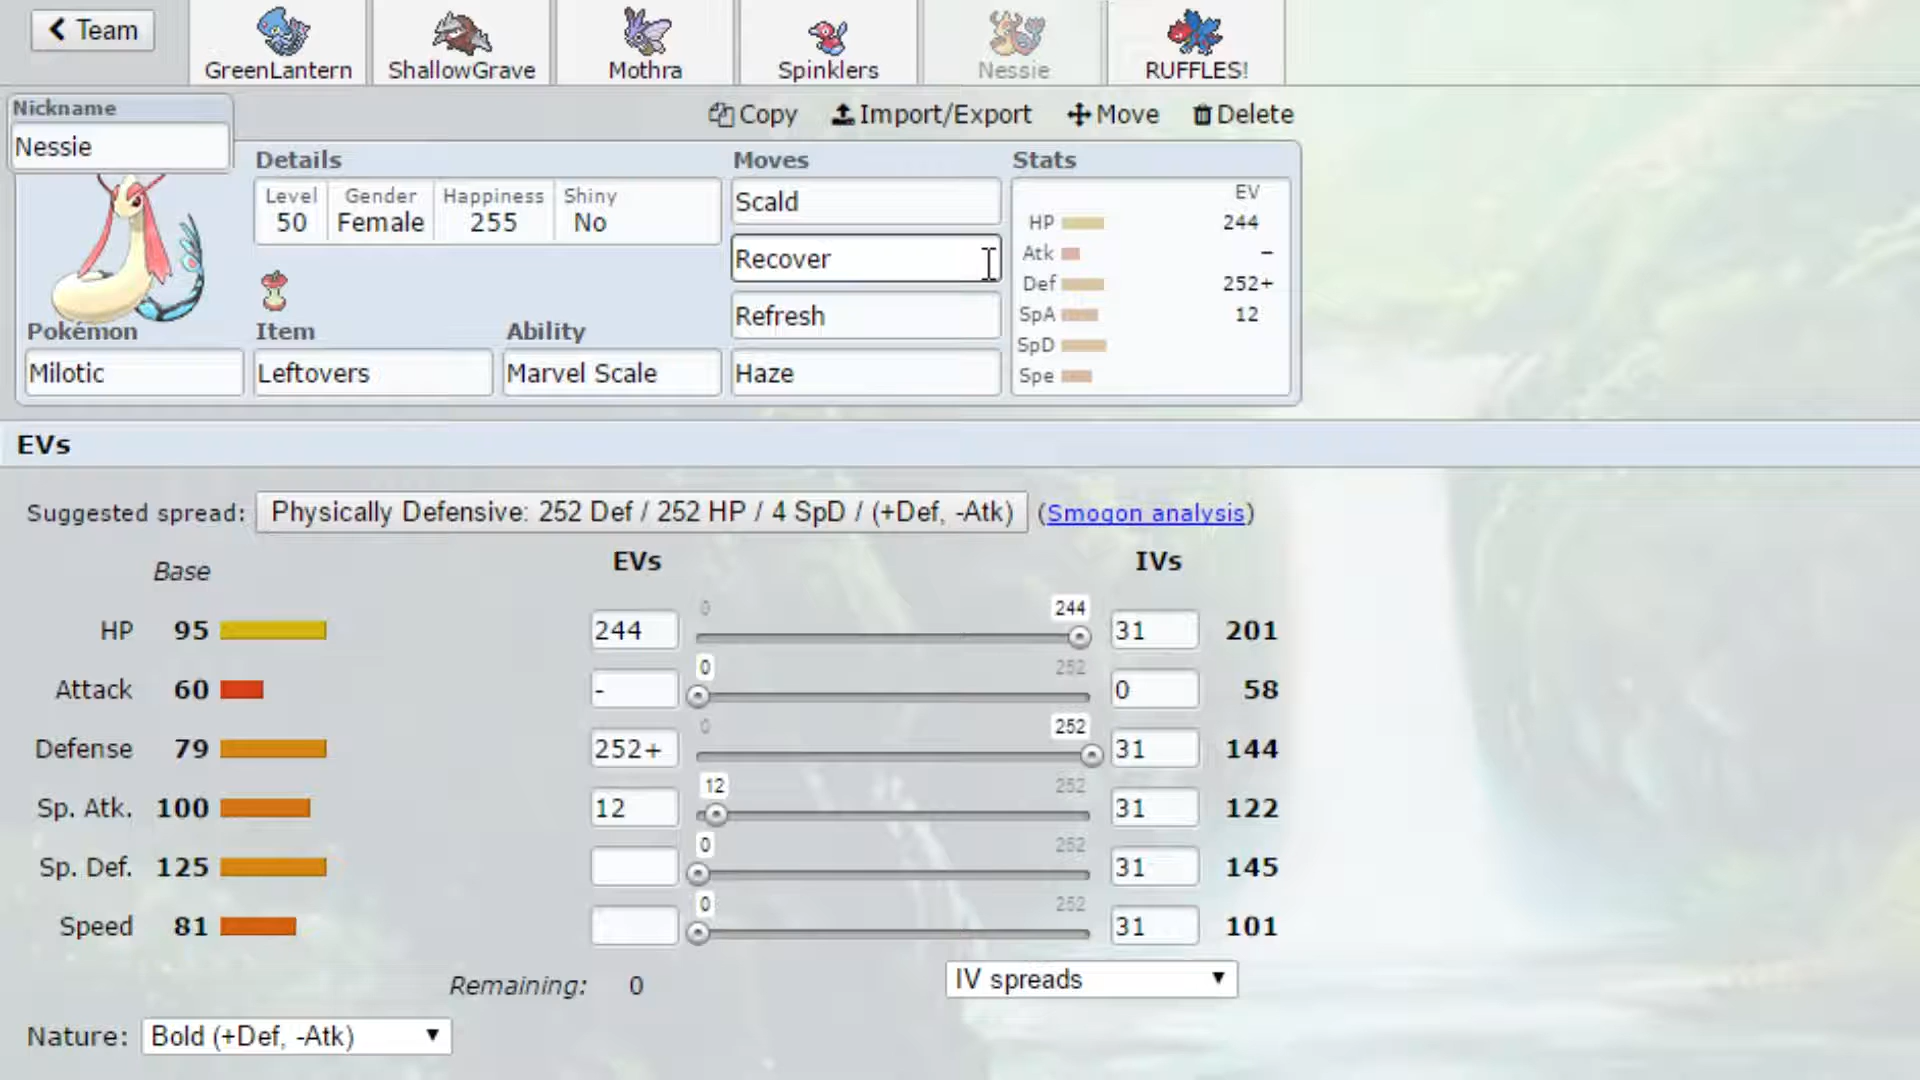 Team
GreenLantern
ShallowGrave
Mothra
Spinklers
Nessie
RUFFLES!
Nickname
Nessie
Copy
Import/Export
Move
Delete
Details
Level
50
Gender
Female
Happiness
255
Shiny
No
Pokémon
Milotic
Item
Leftovers
Ability
Marvel Scale
Moves
Scald
Recover
Refresh
Haze
Stats
EV
HP 244
Atk –
Def 252+
SpA 12
SpD
Spe
EVs
Suggested spread: Physically Defensive: 252 Def / 252 HP / 4 SpD / (+Def, -Atk) (Smogon analysis)
Base EVs IVs
0 244
HP 95 244 31 201
0 252
Attack 60 - 0 58
0 252
Defense 79 252+ 31 144
12 252
Sp. Atk. 100 12 31 122
0 252
Sp. Def. 125 31 145
0 252
Speed 81 31 101
Remaining: 0 IV spreads
Nature: Bold (+Def, -Atk)